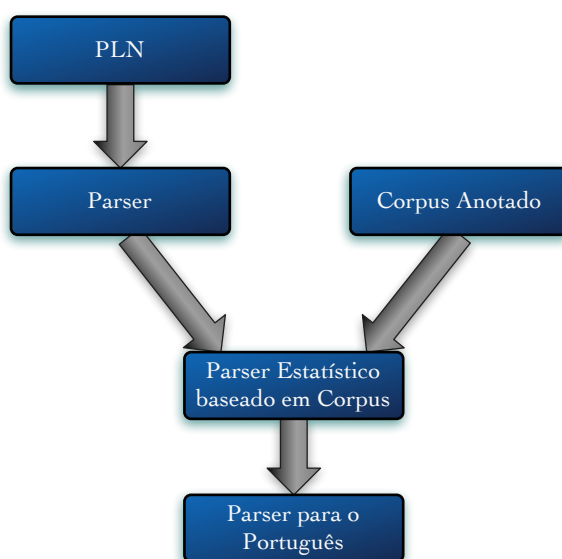 PLN
Parser
Corpus Anotado
Parser Estatístico
baseado em Corpus
Parser para o
Português